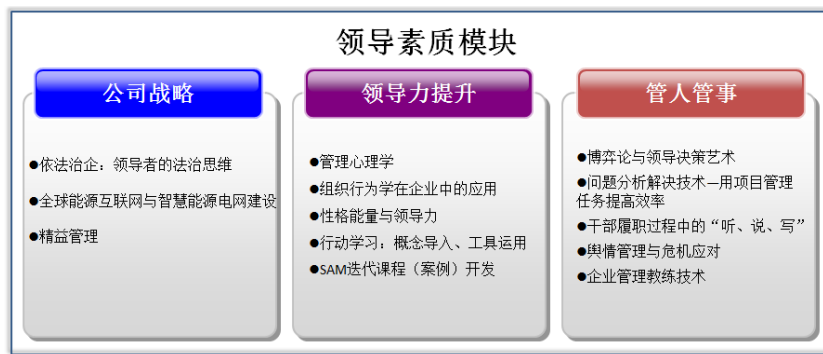 领导素质模块
公司战略
●依法治企：领导者的法治思维
●全球能源互联网与智慧能源电网建设
●精益管理
领导力提升
●管理心理学
●组织行为学在企业中的应用
●性格能量与领导力
●行动学习：概念导入、工具运用
●SAM迭代课程（案例）开发
管人管事
●博弈论与领导决策艺术
●问题分析解决技术—用项目管理
任务提高效率
●干部履职过程中的“听、说、写”
●舆情管理与危机应对
●企业管理教练技术